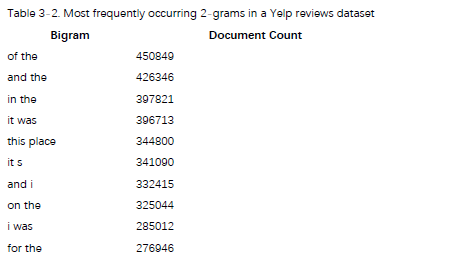 Table 3-2. Most frequently occurring 2-grams in a Yelp reviews dataset
Bigram Document Count
of the 450849
and the 426346
in the 397821
it was 396713
this place 344800
it s 341090
and i 332415
on the 325044
i was 285012
for the 276946